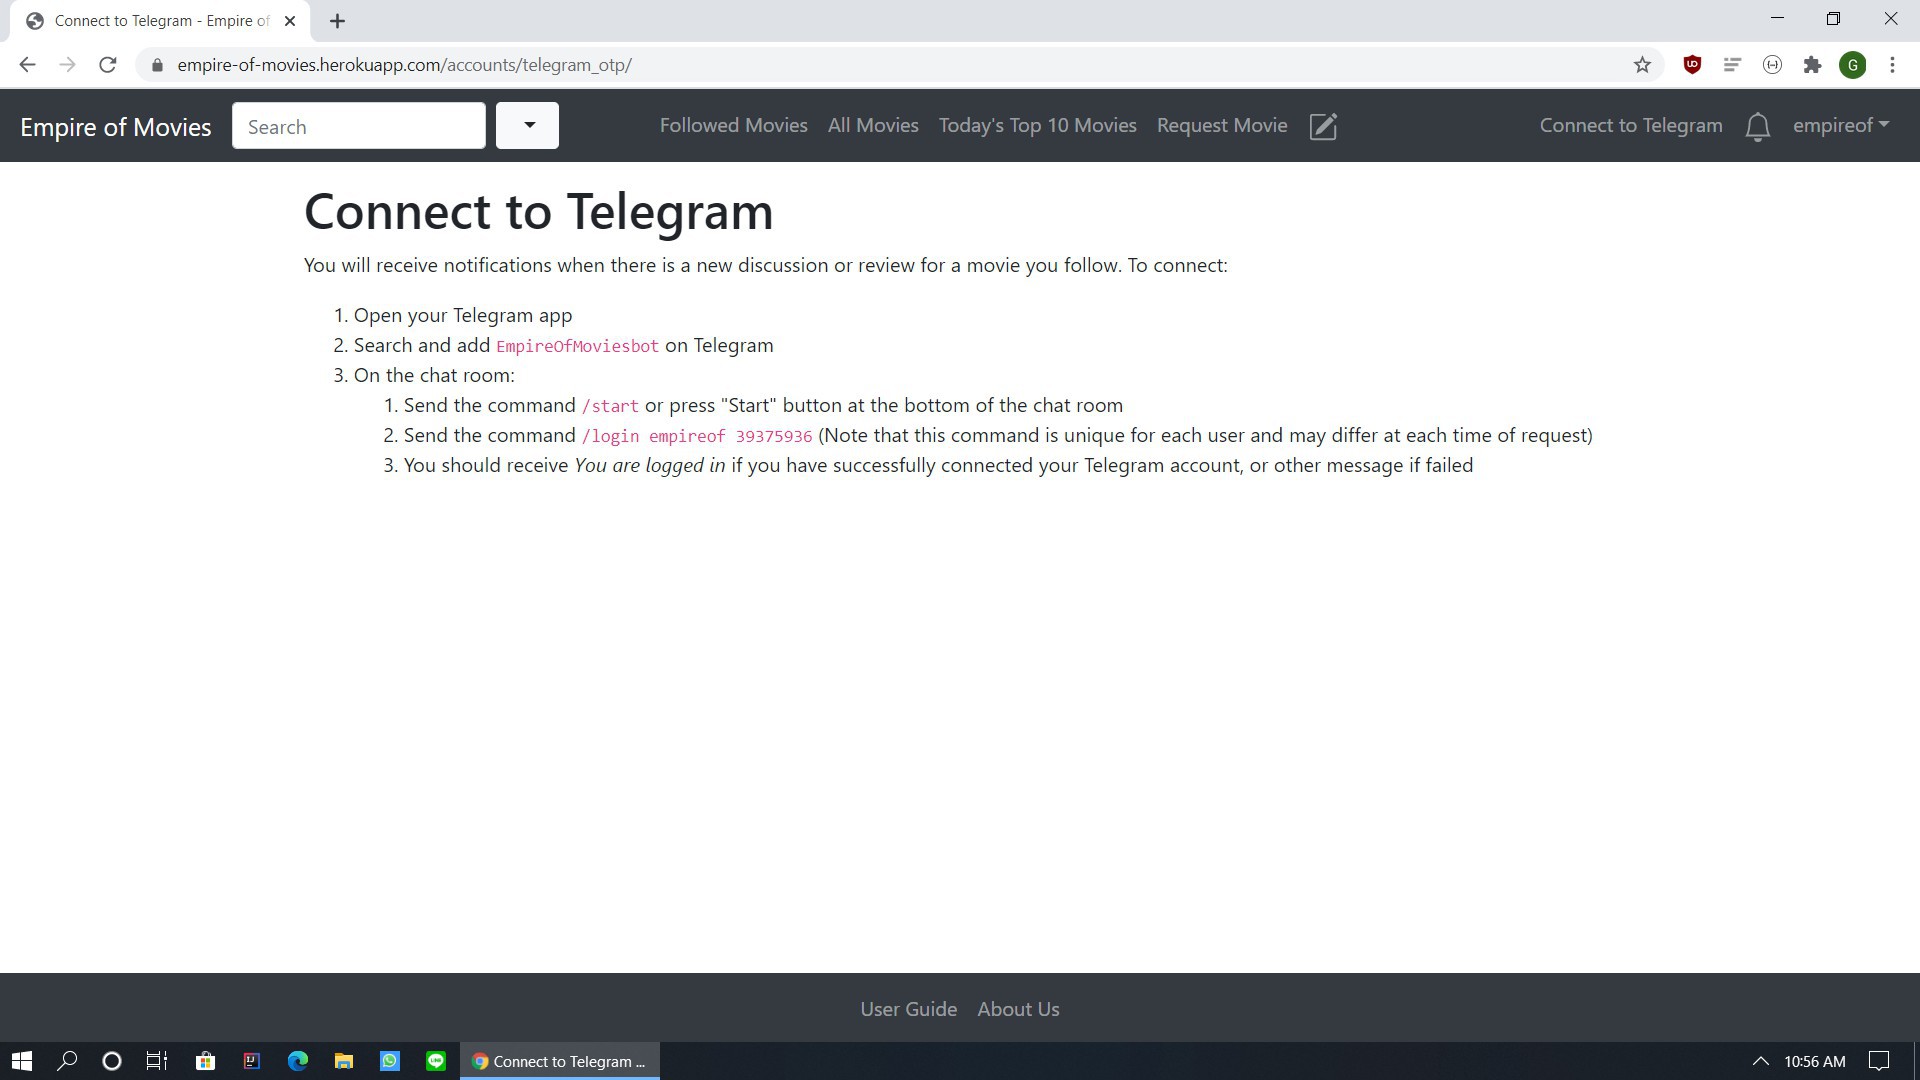 Connect to Telegram - Empire of
empire-of-movies.herokuapp.com/accounts/telegram_otp/
G
Empire of Movies
Search
Followed Movies
All Movies
Today's Top 10 Movies
Request Movie
Connect to Telegram
empireof
Connect to Telegram
You will receive notifications when there is a new discussion or review for a movie you follow. To connect:
1. Open your Telegram app
2. Search and add EmpireOfMoviesbot on Telegram
3. On the chat room:
1. Send the command /start or press "Start" button at the bottom of the chat room
2. Send the command /login empireof 39375936 (Note that this command is unique for each user and may differ at each time of request)
3. You should receive You are logged in if you have successfully connected your Telegram account, or other message if failed
User Guide
About Us
Connect to Telegram ...
10:56 AM